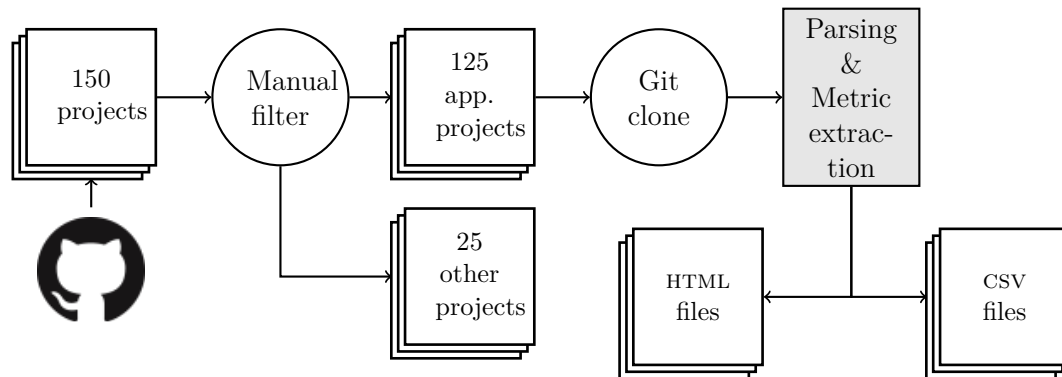 150
projects
Manual
filter
125
app.
projects
Git
clone
Parsing
&
Metric
extrac-
tion
25
other
projects
HTML
files
CSV
files